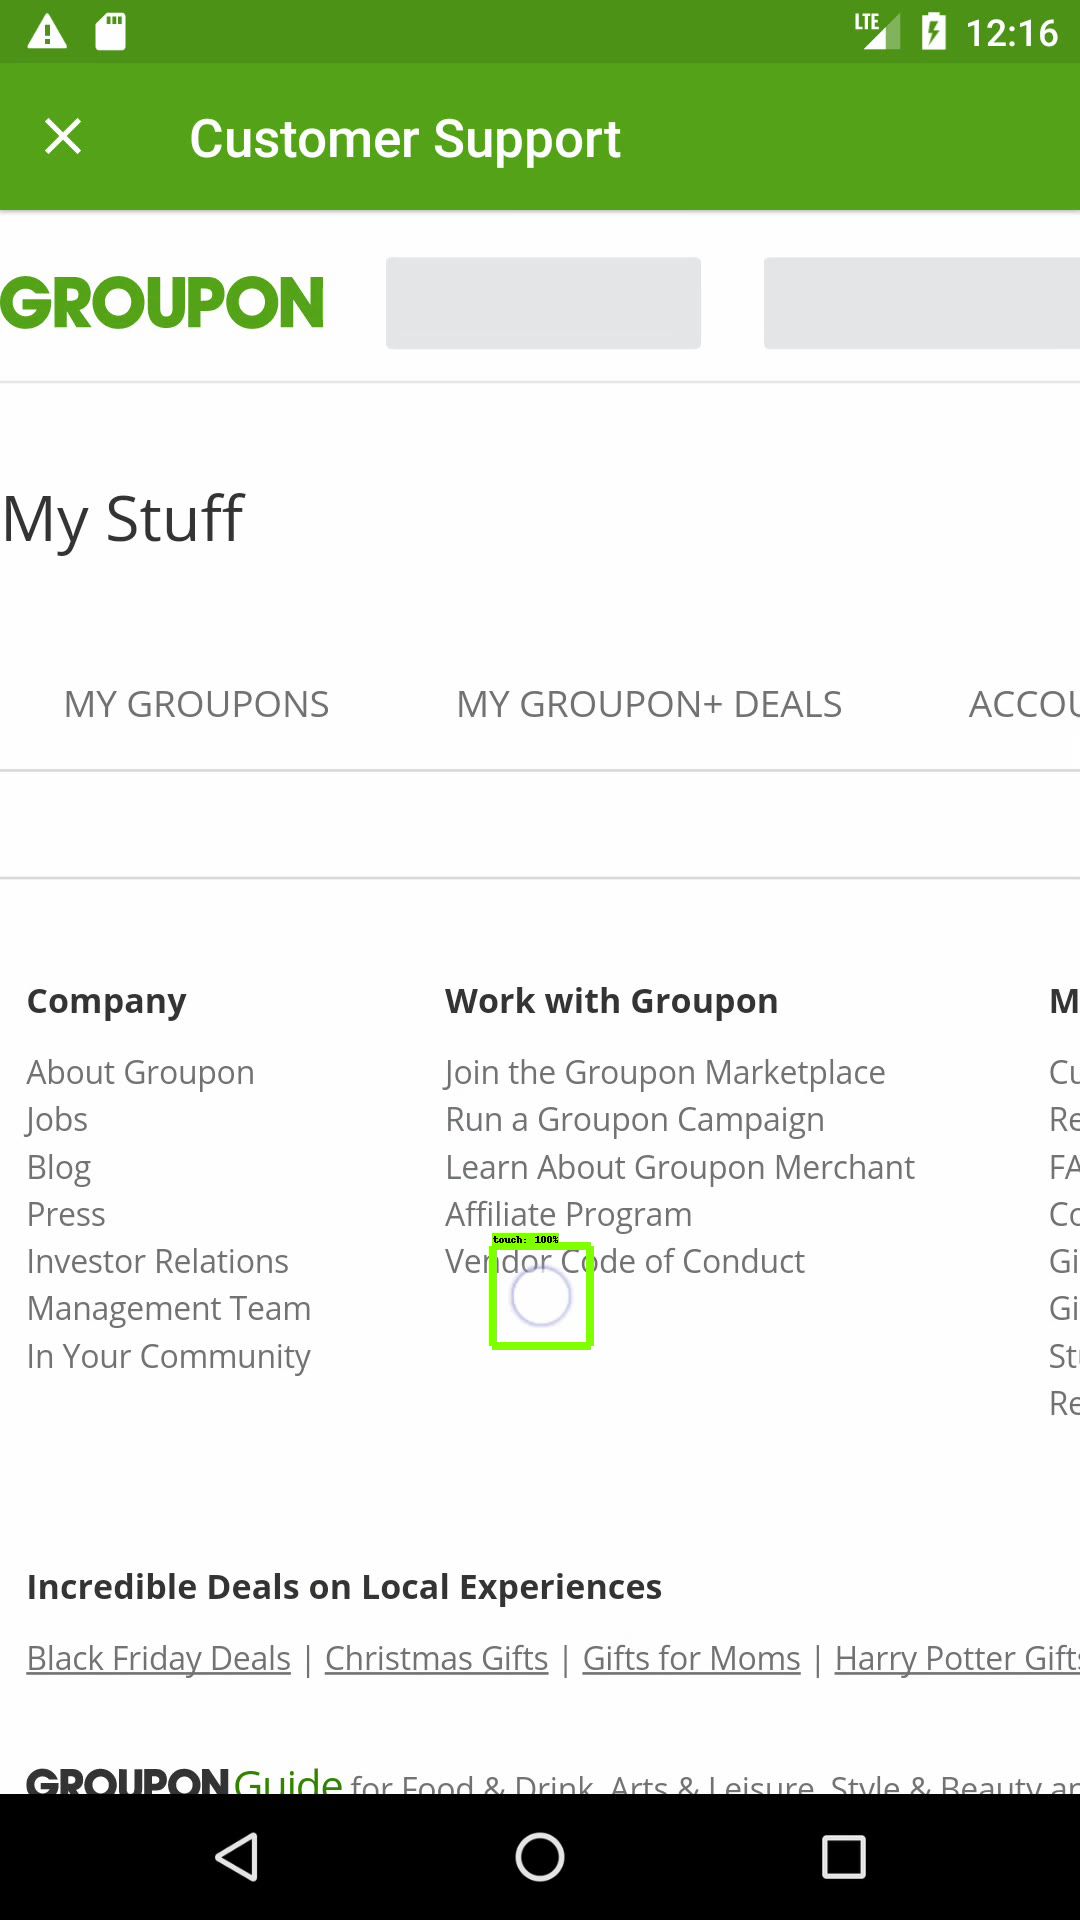 LTE 12:16
Customer Support
GROUPON
My Stuff
MY GROUPONS MY GROUPON+ DEALS ACCOU
Company Work with Groupon M
About Groupon Join the Groupon Marketplace Cu
Jobs Run a Groupon Campaign Re
Blog Learn About Groupon Merchant FA
Press Affiliate Program Co
touch: 100%
Investor Relations Vendor Code of Conduct Gi
Management Team Gi
In Your Community Stu
Re
Incredible Deals on Local Experiences
Black Friday Deals | Christmas Gifts | Gifts for Moms | Harry Potter Gifts
GROUPON Guide for Food & Drink, Arts & Leisure, Style & Beauty an